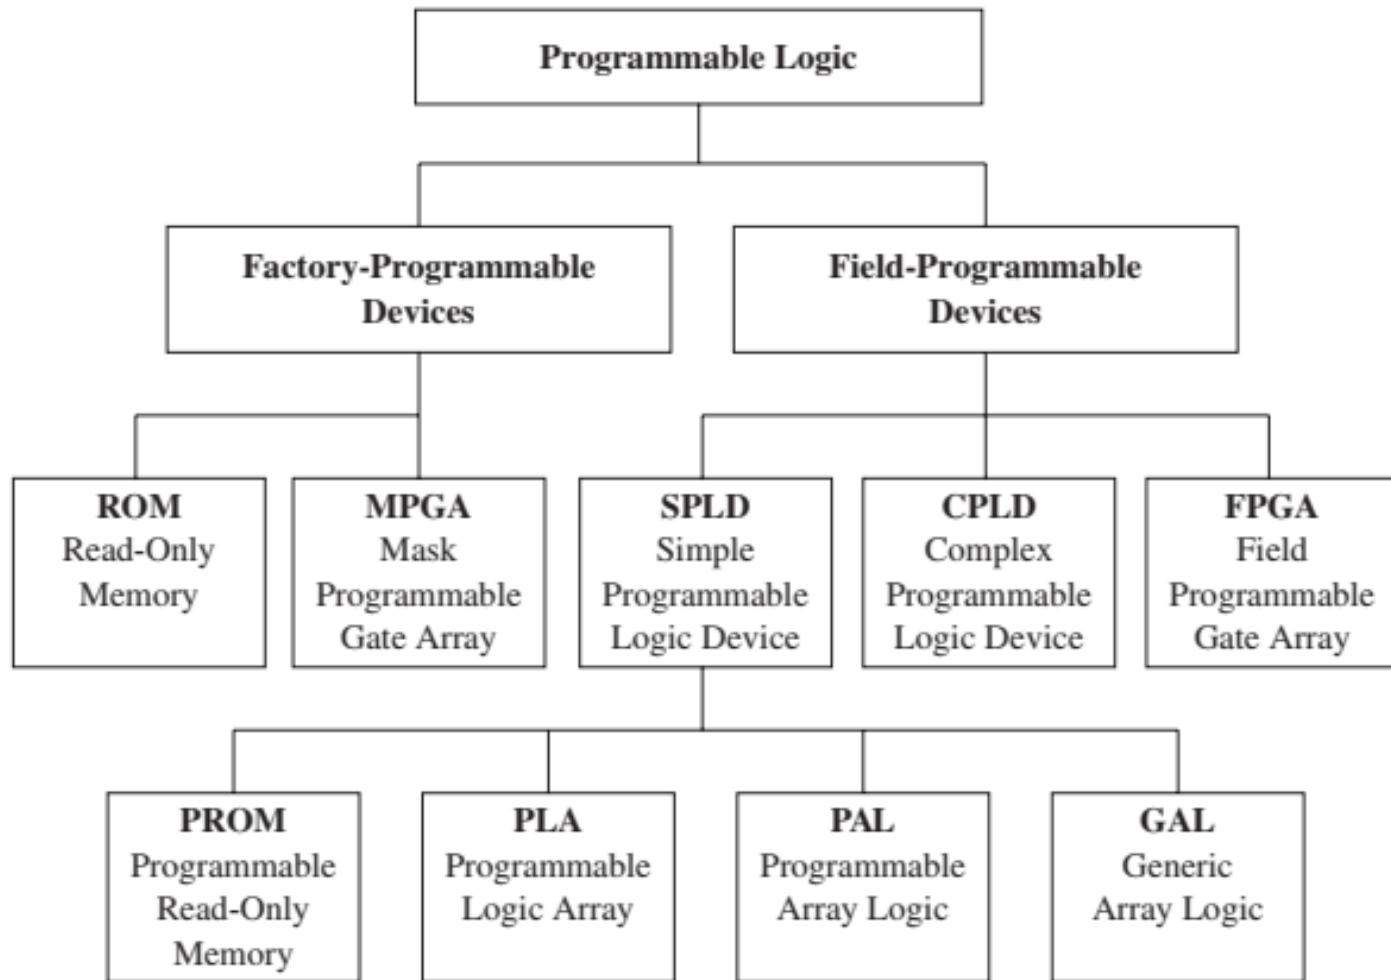 Programmable Logic
Factory-Programmable
Devices
Field-Programmable
Devices
ROM
Read-Only
Memory
MPGA
Mask
Programmable
Gate Array
SPLD
Simple
Programmable
Logic Device
CPLD
Complex
Programmable
Logic Device
FPGA
Field
Programmable
Gate Array
PROM
Programmable
Read-Only
Memory
PLA
Programmable
Logic Array
PAL
Programmable
Array Logic
GAL
Generic
Array Logic